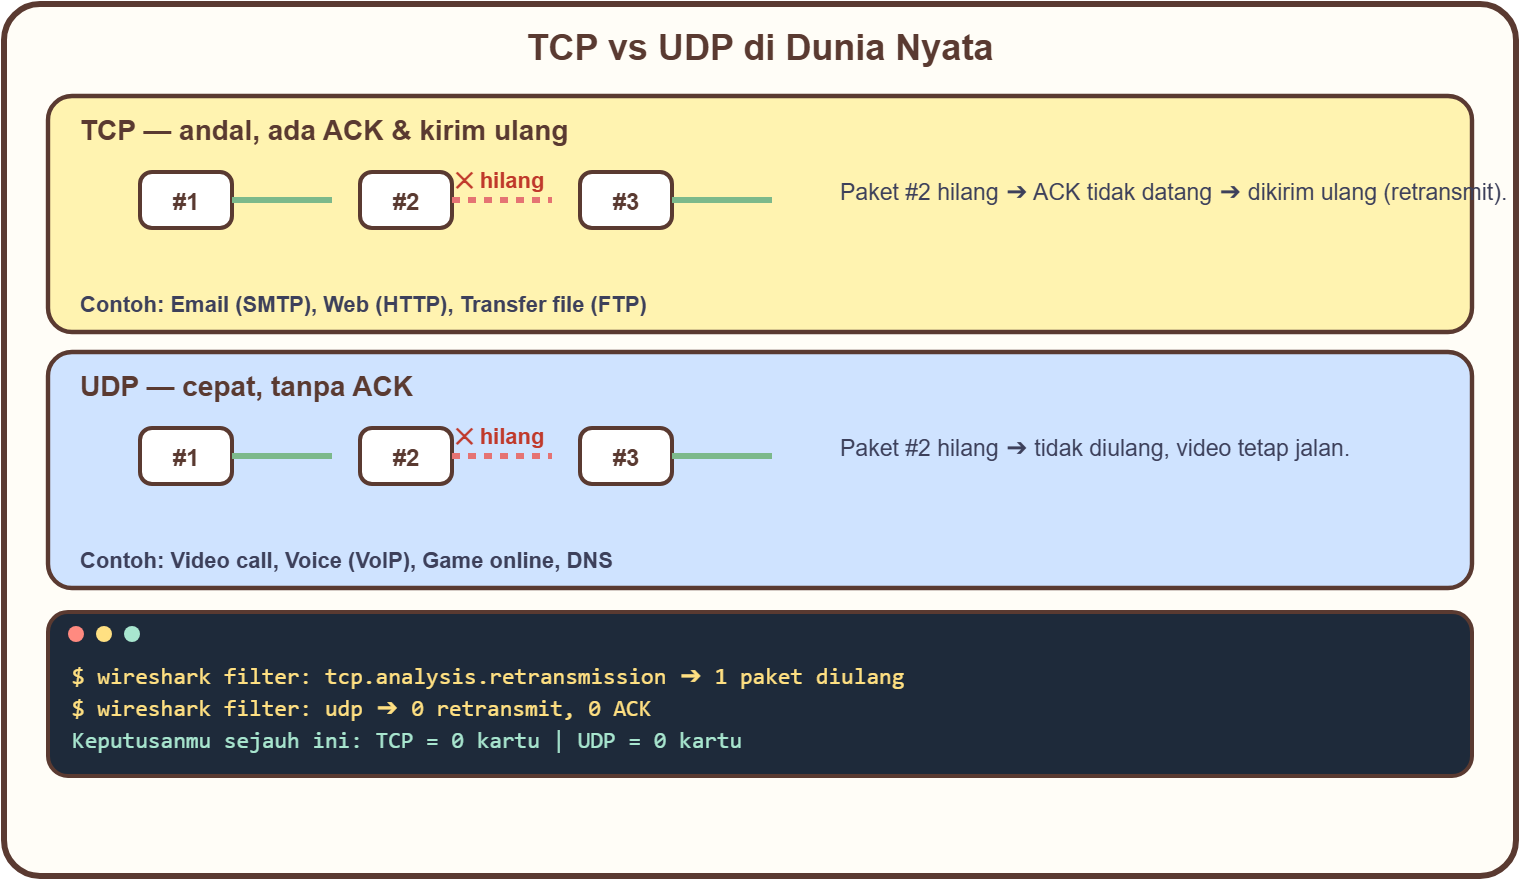 TCP vs UDP di Dunia Nyata
TCP — andal, ada ACK & kirim ulang
#1
#2
✕ hilang
#3
Paket #2 hilang ➔ ACK tidak datang ➔ dikirim ulang (retransmit).
Contoh: Email (SMTP), Web (HTTP), Transfer file (FTP)
UDP — cepat, tanpa ACK
#1
#2
✕ hilang
#3
Paket #2 hilang ➔ tidak diulang, video tetap jalan.
Contoh: Video call, Voice (VoIP), Game online, DNS
$ wireshark filter: tcp.analysis.retransmission ➔ 1 paket diulang
$ wireshark filter: udp ➔ 0 retransmit, 0 ACK
Keputusanmu sejauh ini: TCP = 0 kartu | UDP = 0 kartu